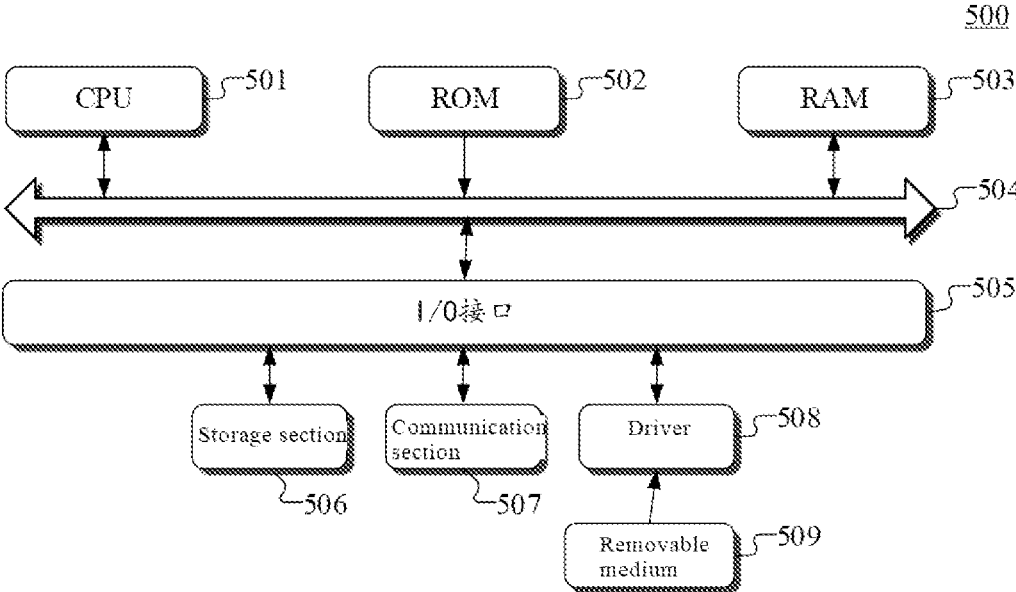 500
CPU
501
ROM
502
RAM
503
504
505
I/O接口
Storage section
Communication
section
Driver
508
506
507
Removable
medium
509